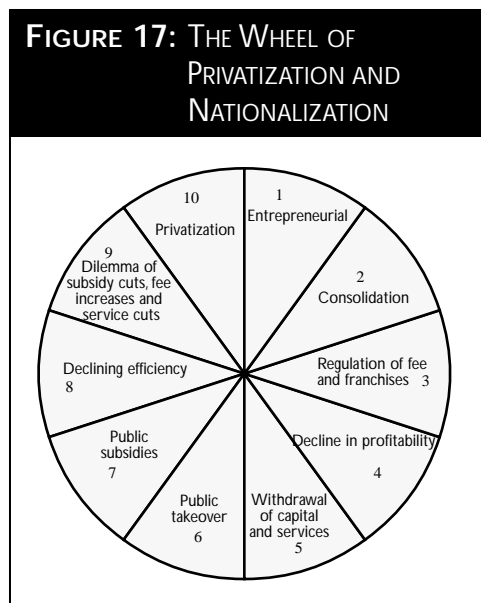 FIGURE 17: THE WHEEL OF
PRIVATIZATION AND
NATIONALIZATION
1
Entrepreneurial
2
Consolidation
Regulation of fee
and franchises 3
Decline in profitability
4
Withdrawal
of capital
and services
5
Public
takeover
6
Public
subsidies
7
Declining efficiency
8
9
Dilemma of
subsidy cuts, fee
increases and
service cuts
10
Privatization